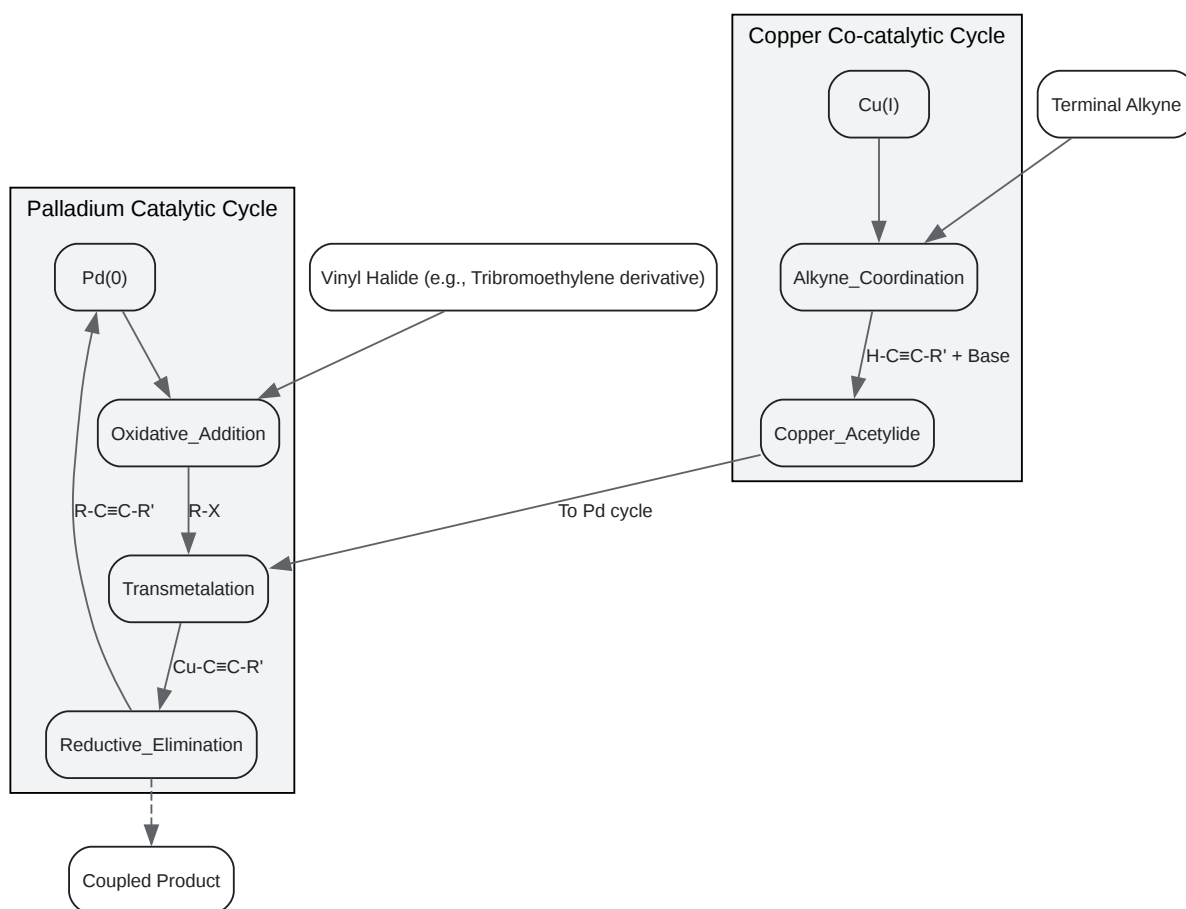 Copper Co-catalytic Cycle
Cu(I)
Terminal Alkyne
Palladium Catalytic Cycle
Pd(0)
Vinyl Halide (e.g., Tribromoethylene derivative)
Alkyne_Coordination
H-C≡C-R' + Base
Oxidative_Addition
Copper_Acetylide
R-C≡C-R'
R-X
To Pd cycle
Transmetalation
Cu-C≡C-R'
Reductive_Elimination
Coupled Product